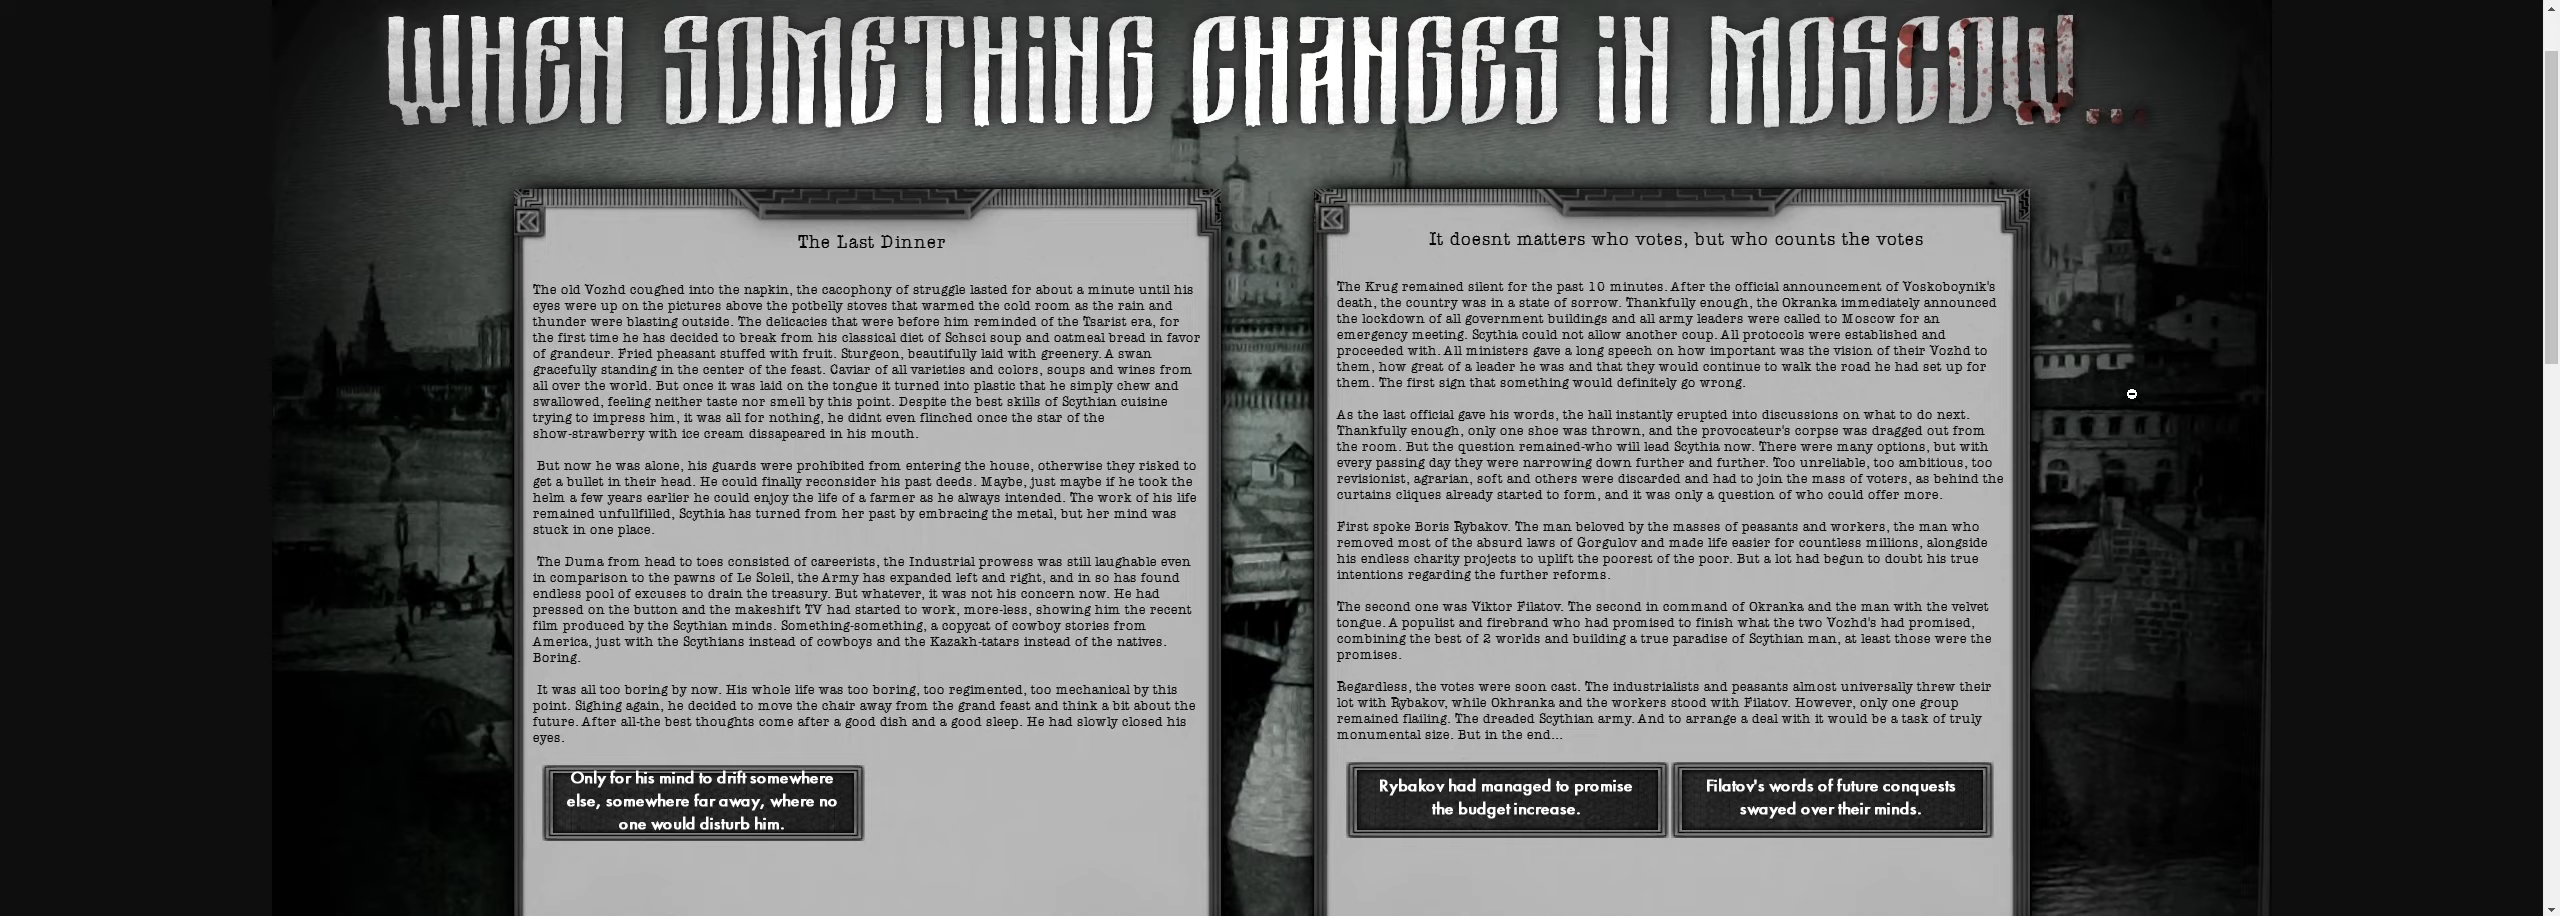 WHEN SOMETHING CHANGES IN MOSCOW...
The Last Dinner
The old Vozhd coughed into the napkin, the cacophony of struggle lasted for about a minute until his
eyes were up on the pictures above the potbelly stoves that warmed the cold room as the rain and
thunder were blasting outside. The delicacies that were before him reminded of the Tsarist era, for
the first time he has decided to break from his classical diet of Schsci soup and oatmeal bread in favor
of grandeur. Fried pheasant stuffed with fruit. Sturgeon, beautifully laid with greenery. A swan
gracefully standing in the center of the feast. Caviar of all varieties and colors, soups and wines from
all over the world. But once it was laid on the tongue it turned into plastic that he simply chew and
swallowed, feeling neither taste nor smell by this point. Despite the best skills of Scythian cuisine
trying to impress him, it was all for nothing, he didnt even flinched once the star of the
show-strawberry with ice cream dissapeared in his mouth.
But now he was alone, his guards were prohibited from entering the house, otherwise they risked to
get a bullet in their head. He could finally reconsider his past deeds. Maybe, just maybe if he took the
helm a few years earlier he could enjoy the life of a farmer as he always intended. The work of his life
remained unfullfilled, Scythia has turned from her past by embracing the metal, but her mind was
stuck in one place.
The Duma from head to toes consisted of careerists, the Industrial prowess was still laughable even
in comparison to the pawns of Le Soleil, the Army has expanded left and right, and in so has found
endless pool of excuses to drain the treasury. But whatever, it was not his concern now. He had
pressed on the button and the makeshift TV had started to work, more-less, showing him the recent
film produced by the Scythian minds. Something-something, a copycat of cowboy stories from
America, just with the Scythians instead of cowboys and the Kazakh-tatars instead of the natives.
Boring.
It was all too boring by now. His whole life was too boring, too regimented, too mechanical by this
point. Sighing again, he decided to move the chair away from the grand feast and think a bit about the
future. After all-the best thoughts come after a good dish and a good sleep. He had slowly closed his
eyes.
Only for his mind to drift somewhere
else, somewhere far away, where no
one would disturb him.
It doesnt matters who votes, but who counts the votes
The Krug remained silent for the past 10 minutes. After the official announcement of Voskoboynik's
death, the country was in a state of sorrow. Thankfully enough, the Okranka immediately announced
the lockdown of all government buildings and all army leaders were called to Moscow for an
emergency meeting. Scythia could not allow another coup. All protocols were established and
proceeded with. All ministers gave a long speech on how important was the vision of their Vozhd to
them, how great of a leader he was and that they would continue to walk the road he had set up for
them. The first sign that something would definitely go wrong.
As the last official gave his words, the hall instantly erupted into discussions on what to do next.
Thankfully enough, only one shoe was thrown, and the provocateur's corpse was dragged out from
the room. But the question remained-who will lead Scythia now. There were many options, but with
every passing day they were narrowing down further and further. Too unreliable, too ambitious, too
revisionist, agrarian, soft and others were discarded and had to join the mass of voters, as behind the
curtains cliques already started to form, and it was only a question of who could offer more.
First spoke Boris Rybakov. The man beloved by the masses of peasants and workers, the man who
removed most of the absurd laws of Gorgulov and made life easier for countless millions, alongside
his endless charity projects to uplift the poorest of the poor. But a lot had begun to doubt his true
intentions regarding the further reforms.
The second one was Viktor Filatov. The second in command of Okranka and the man with the velvet
tongue. A populist and firebrand who had promised to finish what the two Vozhd's had promised,
combining the best of 2 worlds and building a true paradise of Scythian man, at least those were the
promises.
Regardless, the votes were soon cast. The industrialists and peasants almost universally threw their
lot with Rybakov, while Okhranka and the workers stood with Filatov. However, only one group
remained flailing. The dreaded Scythian army. And to arrange a deal with it would be a task of truly
monumental size. But in the end...
Rybakov had managed to promise
the budget increase.
Filatov's words of future conquests
swayed over their minds.